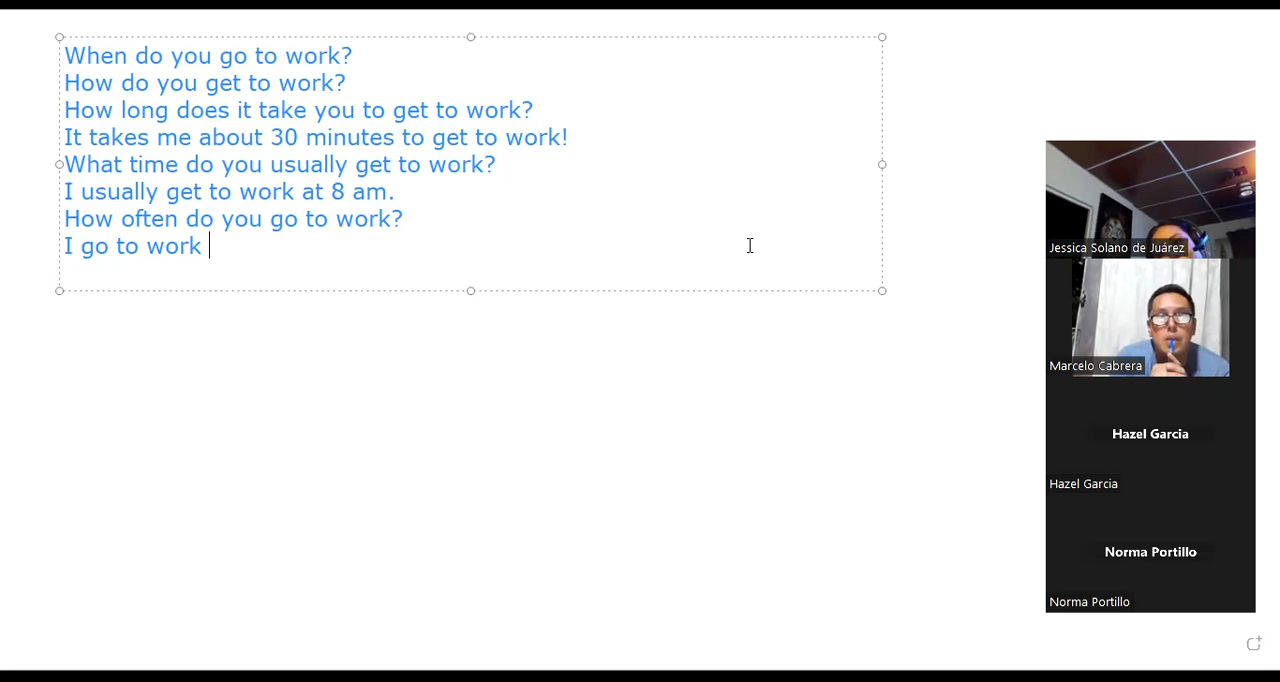 When do you go to work?
How do you get to work?
How long does it take you to get to work?
It takes me about 30 minutes to get to work!
What time do you usually get to work?
I usually get to work at 8 am.
How often do you go to work?
I go to work
Jessica Solano de Juárez
Marcelo Cabrera
Hazel Garcia
Hazel Garcia
Norma Portillo
Norma Portillo